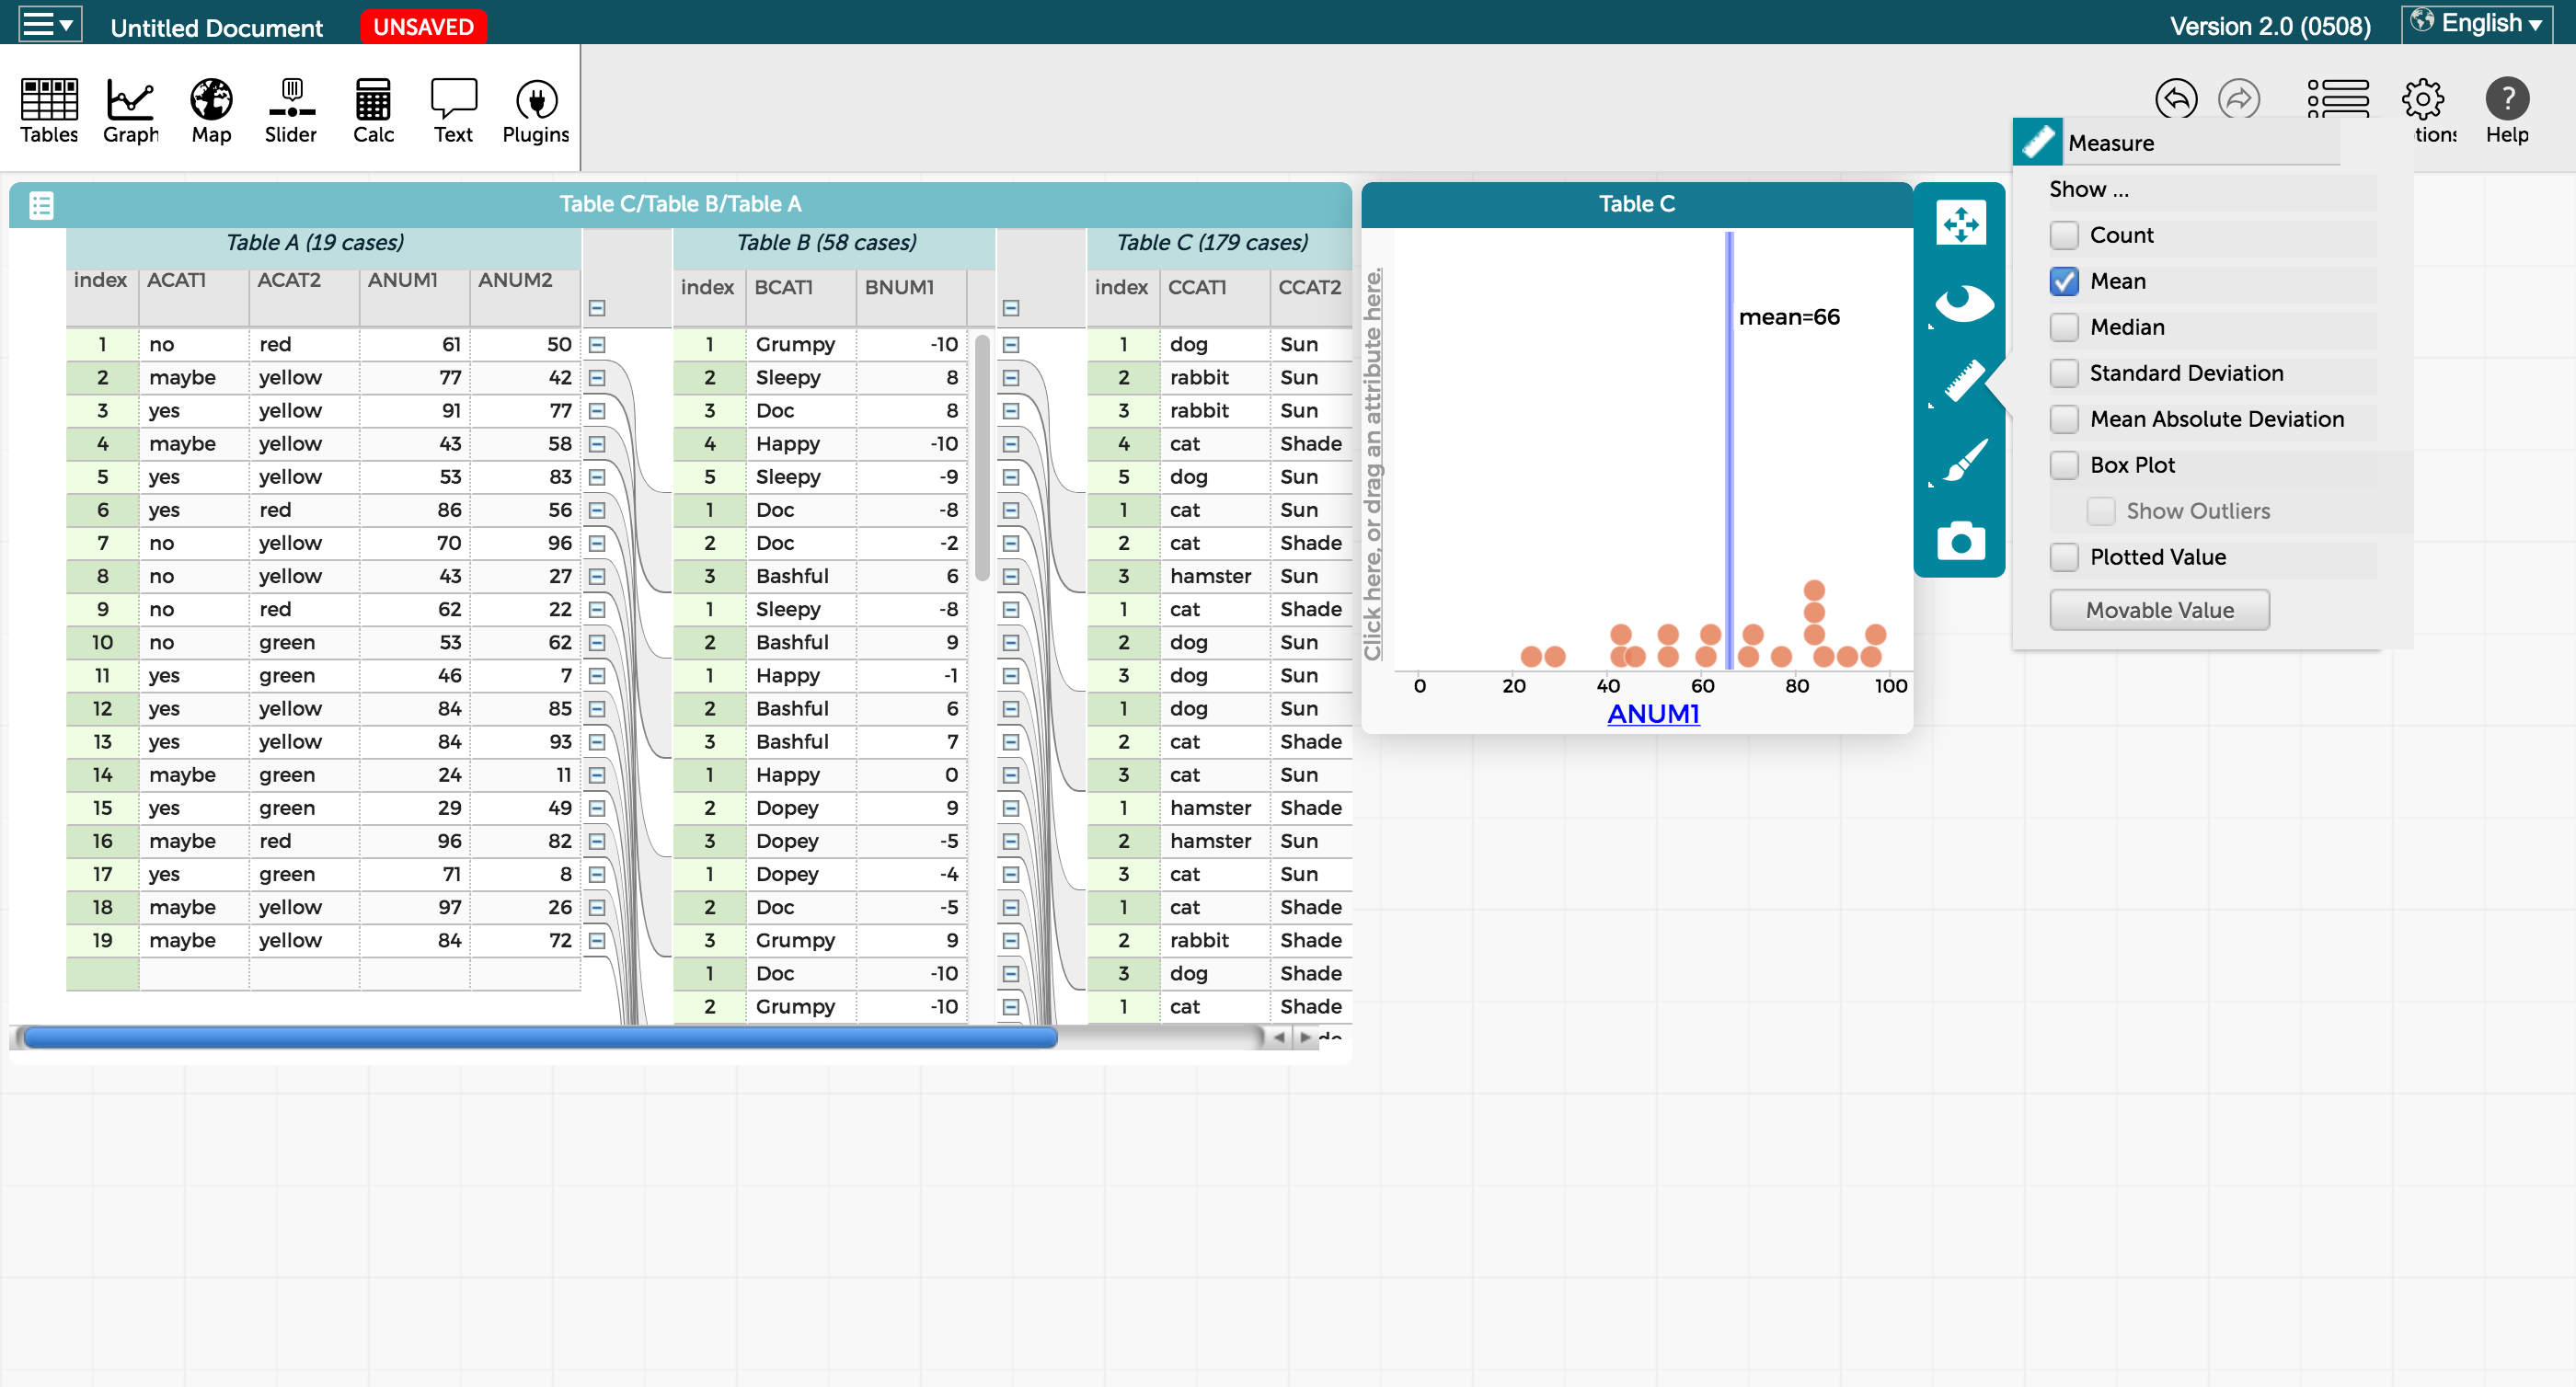 Untitled Document UNSAVED Version 2.0 (0508) English
Tables Graph Map Slider Calc Text Plugins tions Help
Table C/Table B/Table A
Table A (19 cases) Table B (58 cases) Table C (179 cases)
index ACAT1 ACAT2 ANUM1 ANUM2 index BCAT1 BNUM1 index CCAT1 CCAT2
1 no red 61 50 1 Grumpy -10 1 dog Sun
2 maybe yellow 77 42 2 Sleepy 8 2 rabbit Sun
3 yes yellow 91 77 3 Doc 8 3 rabbit Sun
4 maybe yellow 43 58 4 Happy -10 4 cat Shade
5 yes yellow 53 83 5 Sleepy -9 5 dog Sun
6 yes red 86 56 1 Doc -8 1 cat Sun
7 no yellow 70 96 2 Doc -2 2 cat Shade
8 no yellow 43 27 3 Bashful 6 3 hamster Sun
9 no red 62 22 1 Sleepy -8 1 cat Shade
10 no green 53 62 2 Bashful 9 2 dog Sun
11 yes green 46 7 1 Happy -1 3 dog Sun
12 yes yellow 84 85 2 Bashful 6 1 dog Sun
13 yes yellow 84 93 3 Bashful 7 2 cat Shade
14 maybe green 24 11 1 Happy 0 3 cat Sun
15 yes green 29 49 2 Dopey 9 1 hamster Shade
16 maybe red 96 82 3 Dopey -5 2 hamster Sun
17 yes green 71 8 1 Dopey -4 3 cat Sun
18 maybe yellow 97 26 2 Doc -5 1 cat Shade
19 maybe yellow 84 72 3 Grumpy 9 2 rabbit Shade
1 Doc -10 3 dog Shade
2 Grumpy -10 1 cat Shade
Table C
Click here, or drag an attribute here.
mean=66
0 20 40 60 80 100
ANUM1
Measure
Show ...
Count
Mean
Median
Standard Deviation
Mean Absolute Deviation
Box Plot
Show Outliers
Plotted Value
Movable Value